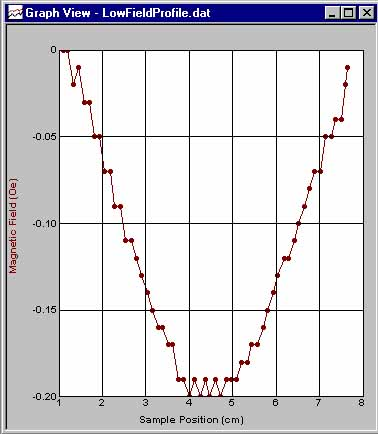 Graph View - LowFieldProfile.dat
0
-0.05
-0.10
-0.15
-0.20
Magnetic Field (Oe)
1 2 3 4 5 6 7 8
Sample Position (cm)